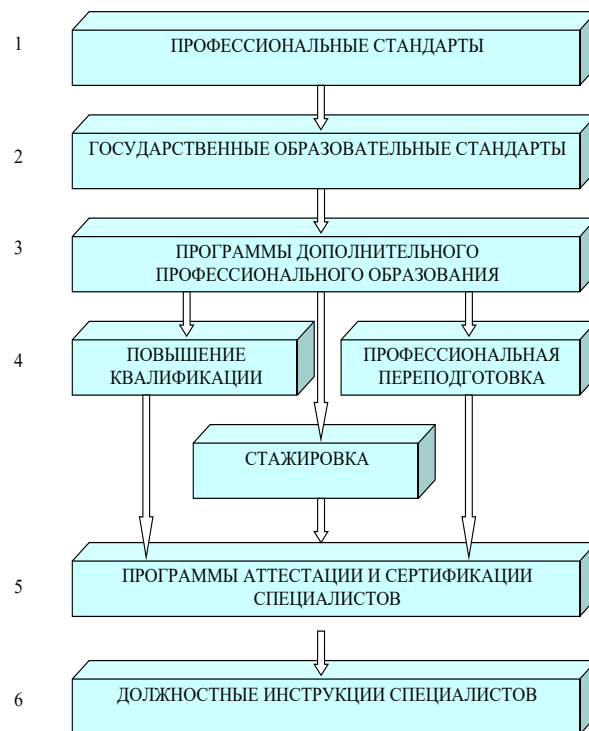 1
ПРОФЕССИОНАЛЬНЫЕ СТАНДАРТЫ
2
ГОСУДАРСТВЕННЫЕ ОБРАЗОВАТЕЛЬНЫЕ СТАНДАРТЫ
3
ПРОГРАММЫ ДОПОЛНИТЕЛЬНОГО
ПРОФЕССИОНАЛЬНОГО ОБРАЗОВАНИЯ
4
ПОВЫШЕНИЕ
КВАЛИФИКАЦИИ
ПРОФЕССИОНАЛЬНАЯ
ПЕРЕПОДГОТОВКА
СТАЖИРОВКА
5
ПРОГРАММЫ АТТЕСТАЦИИ И СЕРТИФИКАЦИИ
СПЕЦИАЛИСТОВ
6
ДОЛЖНОСТНЫЕ ИНСТРУКЦИИ СПЕЦИАЛИСТОВ